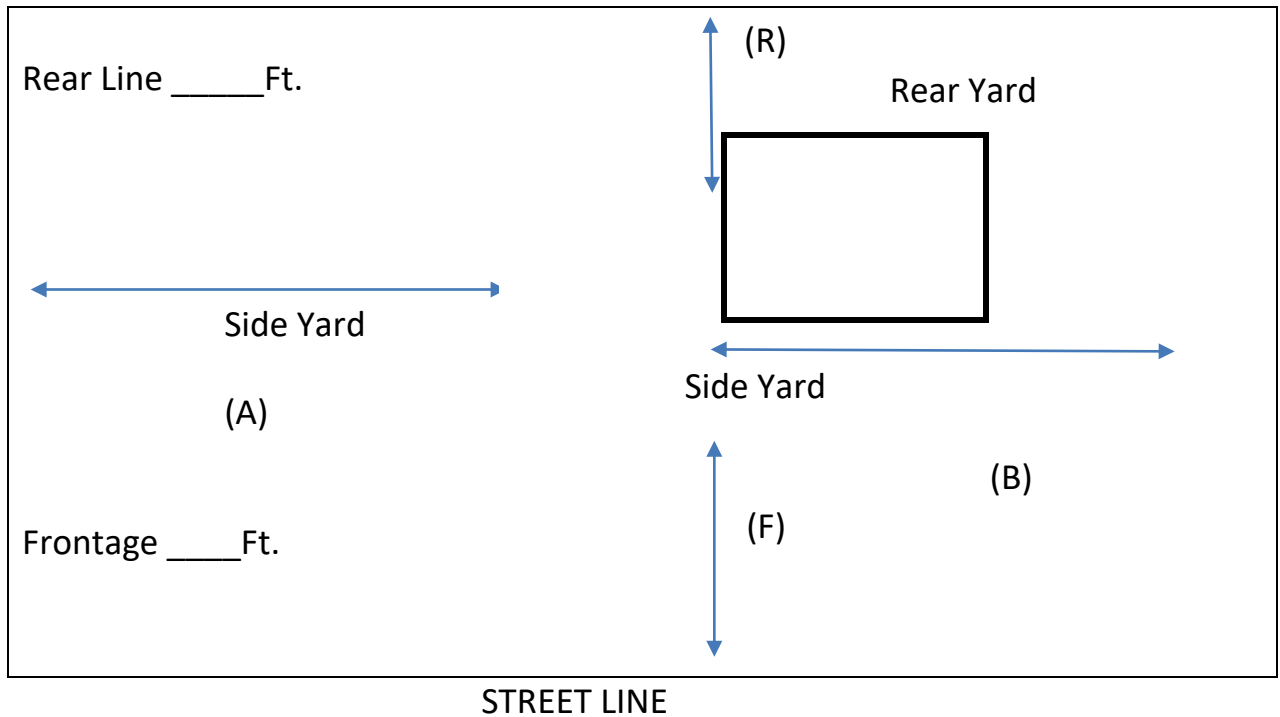 (R)
Rear Line _____Ft.
Rear Yard
Side Yard
Side Yard
(A)
(B)
(F)
Frontage ____Ft.
STREET LINE